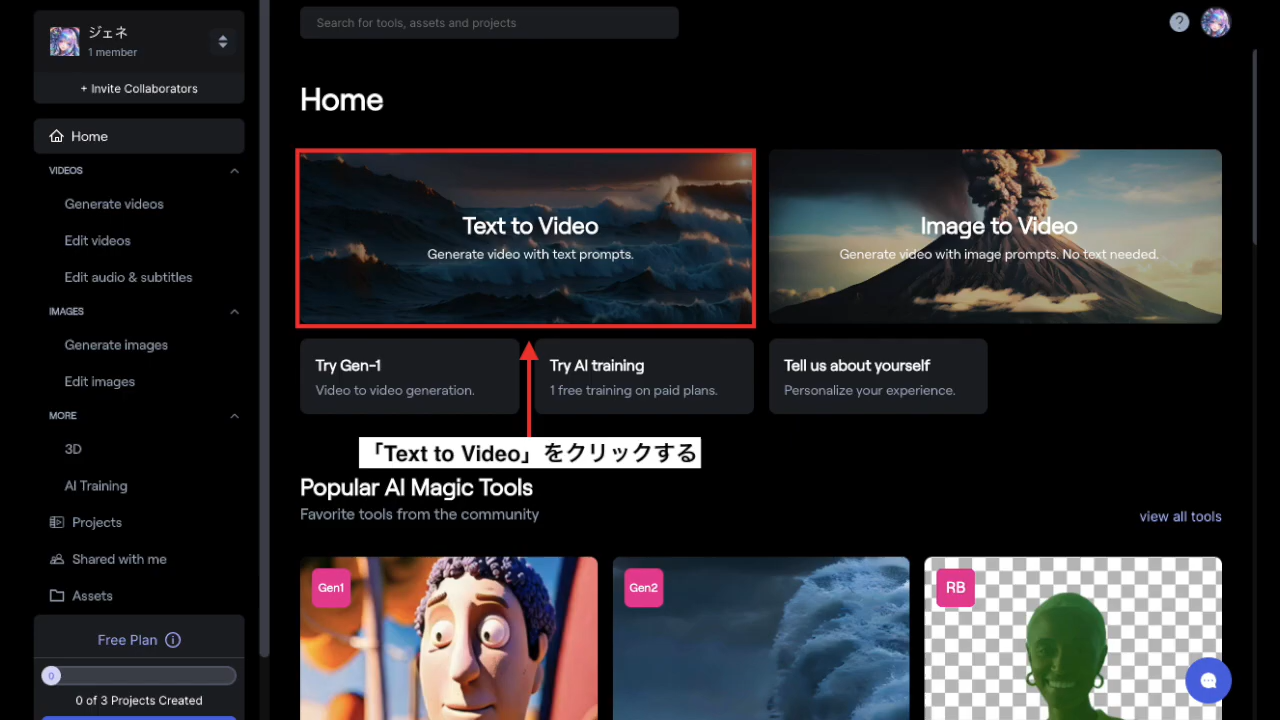 ジェネ
1 member
+ Invite Collaborators
Home
VIDEOS
Generate videos
Edit videos
Edit audio & subtitles
IMAGES
Generate images
Edit images
MORE
3D
AI Training
Projects
Shared with me
Assets
Free Plan
0
0 of 3 Projects Created
Search for tools, assets and projects
?
Home
Text to Video
Generate video with text prompts.
Image to Video
Generate video with image prompts. No text needed.
Try Gen-1
Video to video generation.
Try AI training
1 free training on paid plans.
Tell us about yourself
Personalize your experience.
「Text to Video」をクリックする
Popular AI Magic Tools
Favorite tools from the community
view all tools
Gen1
Gen2
RB